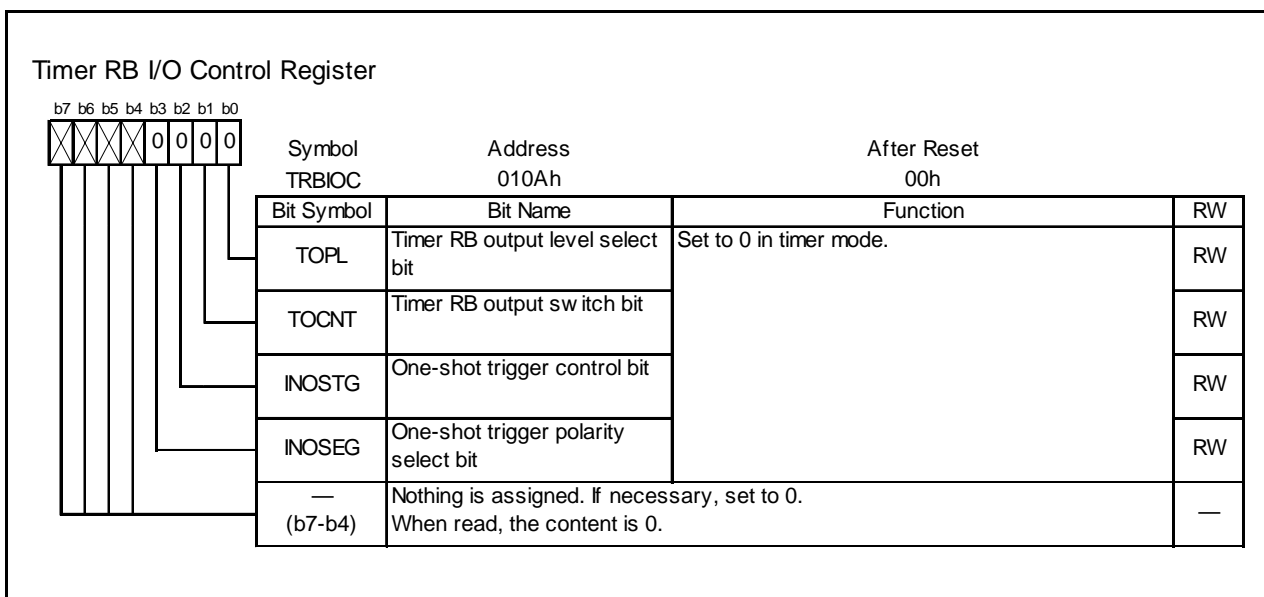 Timer RB I/O Control Register
b7 b6 b5 b4 b3 b2 b1 b0
0 0 0 0
Symbol Address After Reset
TRBIOC 010Ah 00h
Bit Symbol Bit Name Function RW
TOPL Timer RB output level select bit Set to 0 in timer mode. RW
TOCNT Timer RB output sw itch bit RW
INOSTG One-shot trigger control bit RW
INOSEG One-shot trigger polarity select bit RW
— (b7-b4) Nothing is assigned. If necessary, set to 0. —
When read, the content is 0.